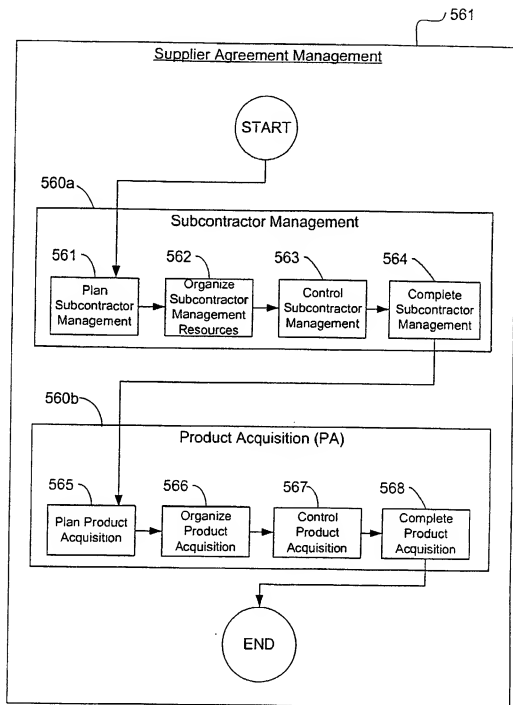 561
Supplier Agreement Management
START
560a
Subcontractor Management
561
562
563
564
Plan
Subcontractor
Management
Organize
Subcontractor
Management
Resources
Control
Subcontractor
Management
Complete
Subcontractor
Management
560b
Product Acquisition (PA)
565
566
567
568
Plan Product
Acquisition
Organize
Product
Acquisition
Control
Product
Acquisition
Complete
Product
Acquisition
END